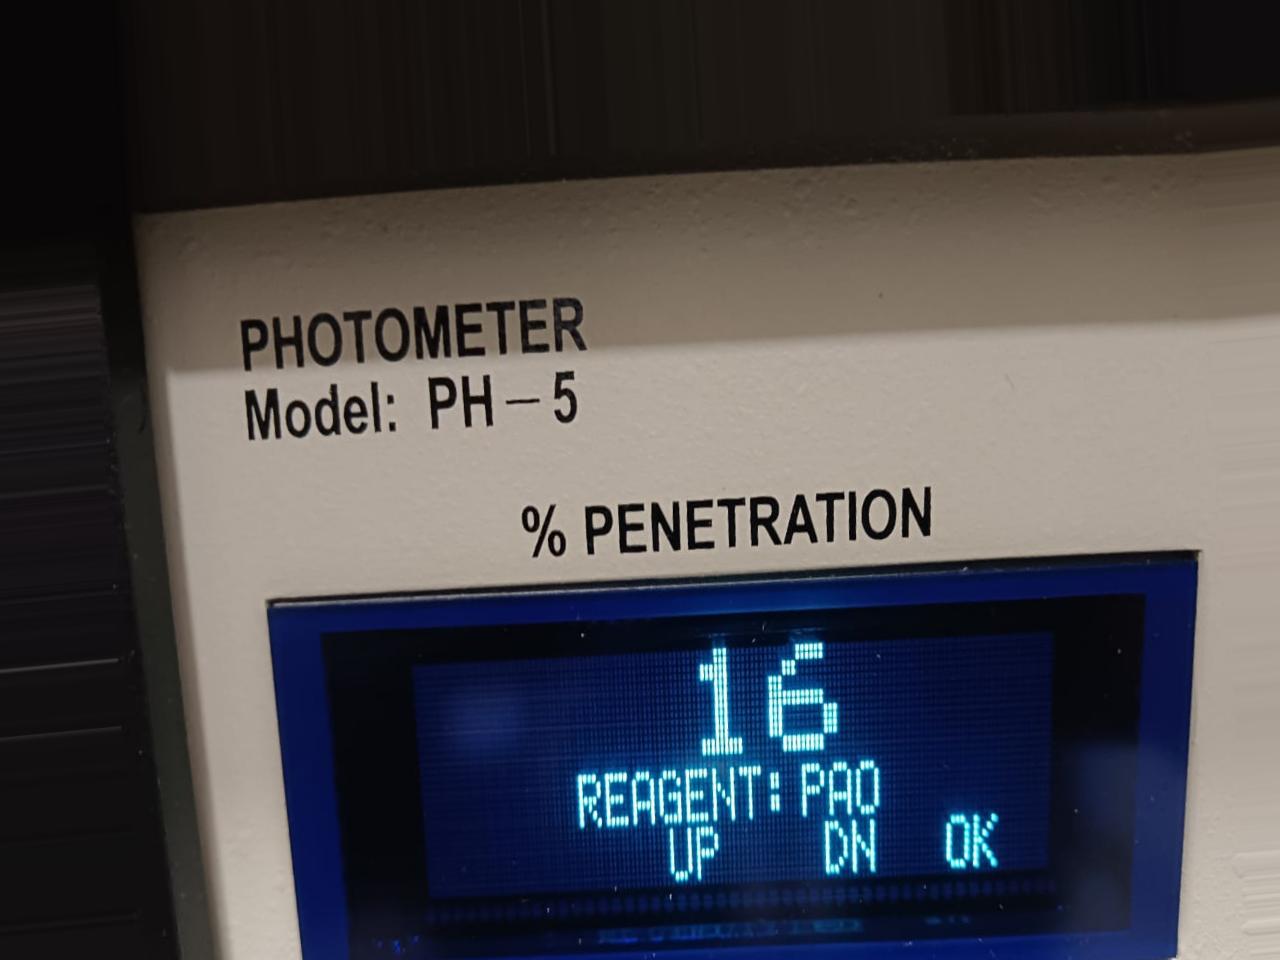 PHOTOMETER
Model: PH-5
% PENETRATION
16
REAGENT: PAO
UP DN OK